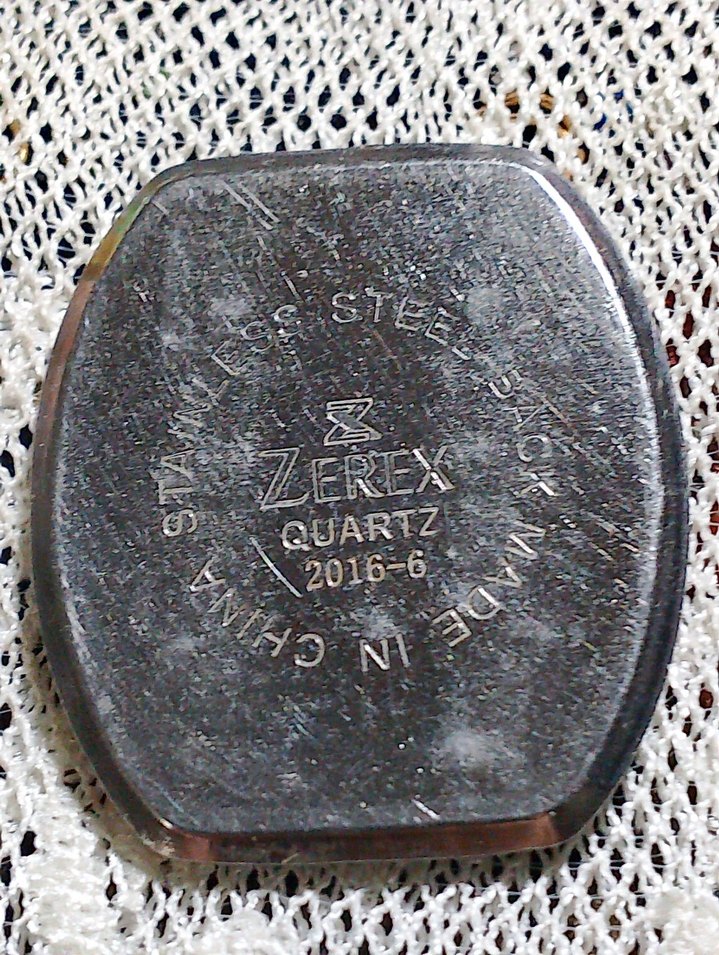 STAINLESS STEEL BACK MADE IN CHINA
ZEREX
QUARTZ
2016-6